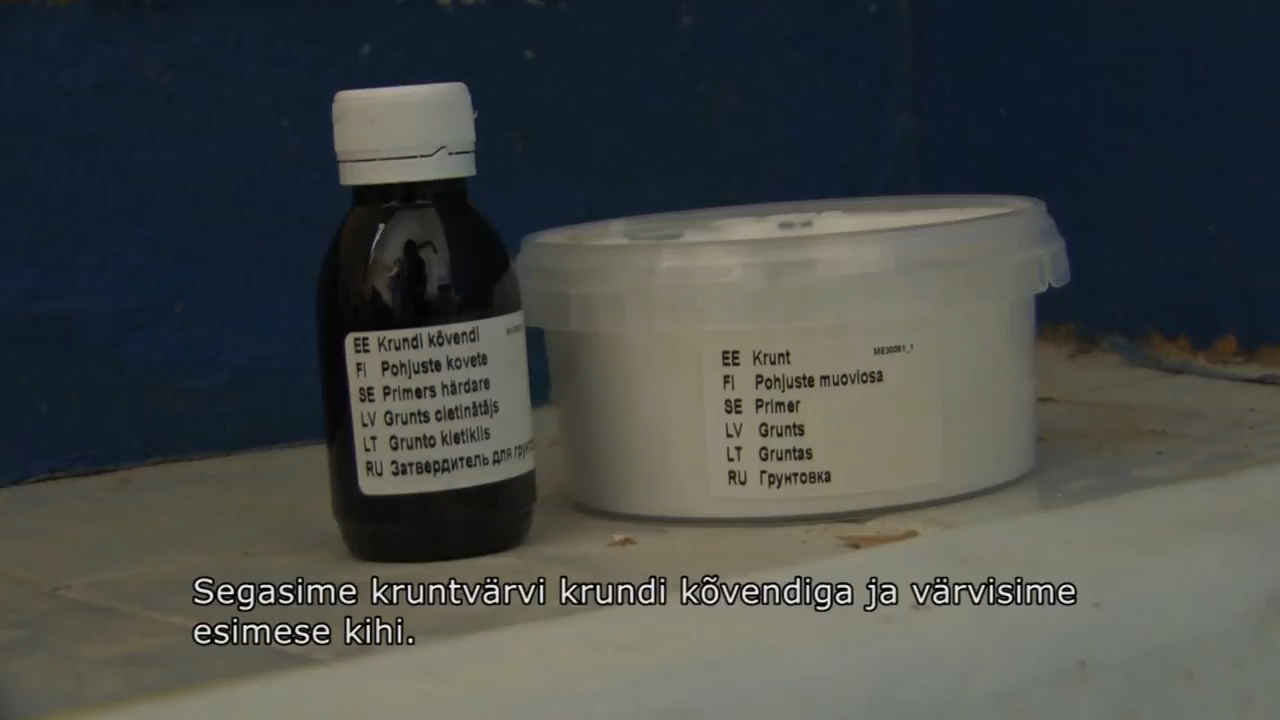 EE Krundi kõvendi
FI Pohjuste kovete
SE Primers härdare
LV Grunts cietinātājs
LT Grunto kietiklis
RU Затвердитель для
EE Krunt
ME30081_1
FI Pohjuste muoviosa
SE Primer
LV Grunts
LT Gruntas
RU Грунтовка
Segasime kruntvärvi krundi kõvendiga ja värvisime
esimese kihi.